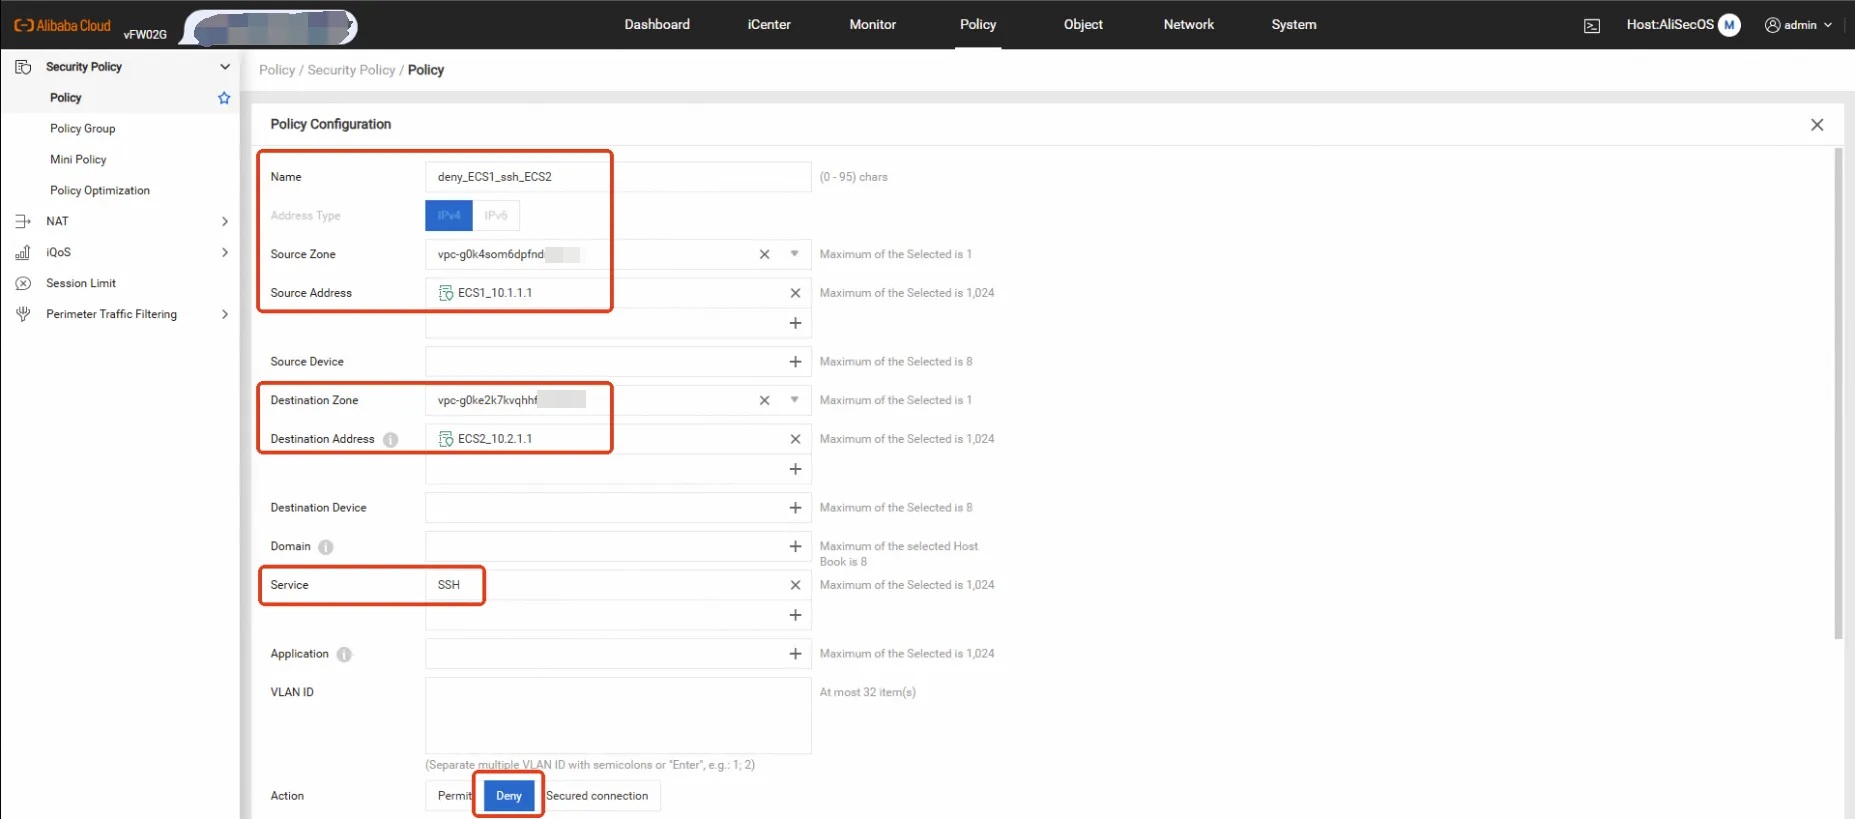 Alibaba Cloud vFW02G Dashboard iCenter Monitor Policy Object Network System Host:AliSecOS M admin
Security Policy
Policy
Policy Group
Mini Policy
Policy Optimization
NAT
iQoS
Session Limit
Perimeter Traffic Filtering
Policy / Security Policy / Policy
Policy Configuration
Name deny_ECS1_ssh_ECS2 (0 - 95) chars
Address Type IPv4 IPv6
Source Zone vpc-g0k4som6dpfnd Maximum of the Selected is 1
Source Address ECS1_10.1.1.1 Maximum of the Selected is 1,024
Source Device Maximum of the Selected is 8
Destination Zone vpc-g0ke2k7kvqhhf Maximum of the Selected is 1
Destination Address ECS2_10.2.1.1 Maximum of the Selected is 1,024
Destination Device Maximum of the Selected is 8
Domain Maximum of the selected Host
Book is 8
Service SSH Maximum of the Selected is 1,024
Application Maximum of the Selected is 1,024
VLAN ID At most 32 item(s)
(Separate multiple VLAN ID with semicolons or "Enter", e.g.: 1; 2)
Action Permit Deny Secured connection